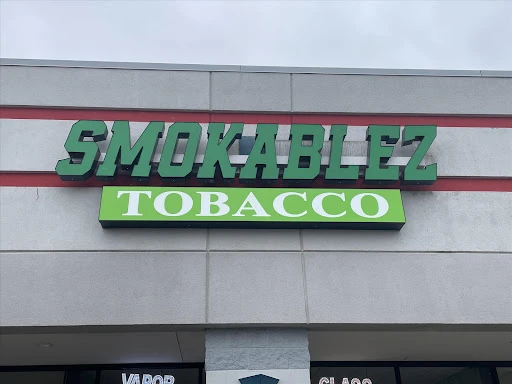 SMOKABLEZ
TOBACCO
VAPOR GLASS